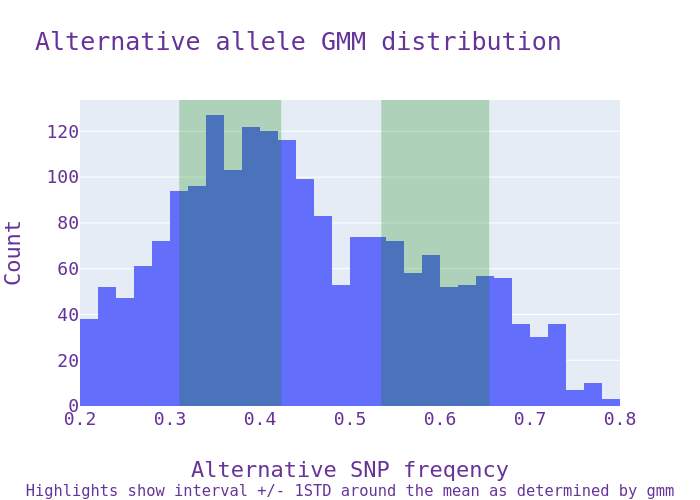 Alternative allele GMM distribution
120
100
80
60
40
20
0
Count
0.2 0.3 0.4 0.5 0.6 0.7 0.8
Alternative SNP freqency
Highlights show interval +/- 1STD around the mean as determined by gmm